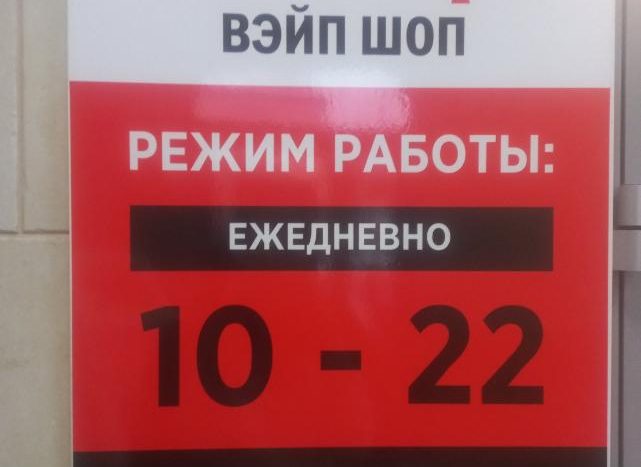 ВЭЙП ШОП
РЕЖИМ РАБОТЫ:
ЕЖЕДНЕВНО
10 - 22